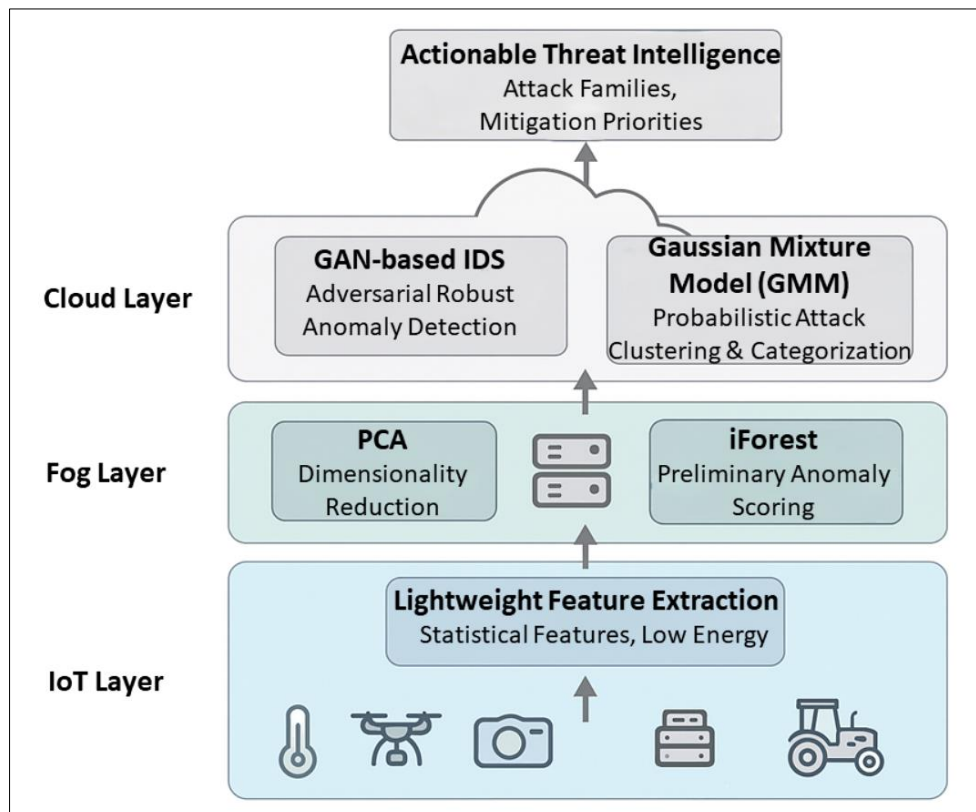 Actionable Threat Intelligence
Attack Families,
Mitigation Priorities
Cloud Layer
GAN-based IDS
Adversarial Robust
Anomaly Detection
Gaussian Mixture
Model (GMM)
Probabilistic Attack
Clustering & Categorization
Fog Layer
PCA
Dimensionality
Reduction
iForest
Preliminary Anomaly
Scoring
IoT Layer
Lightweight Feature Extraction
Statistical Features, Low Energy